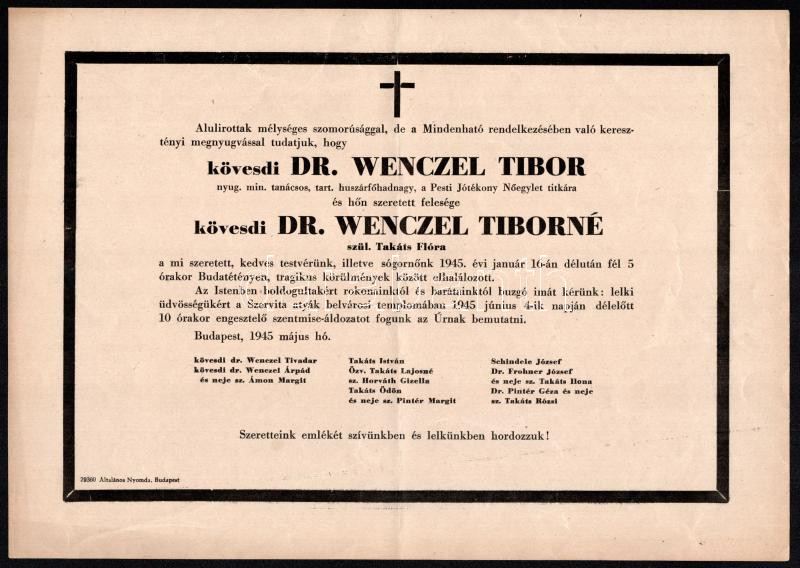 Alulirottak mélységes szomorúsággal, de a Mindenható rendelkezésében való keresz-
tényi megnyugvással tudatjuk, hogy
kövesdi DR. WENCZEL TIBOR
nyug. min. tanácsos, tart. huszárfőhadnagy, a Pesti Jótékony Nőegylet titkára
és hőn szeretett felesége
kövesdi DR. WENCZEL TIBORNÉ
szül. Takáts Flóra
a mi szeretett, kedves testvérünk, illetve sógornőnk 1945. évi január 16-án délután fél 5
órakor Budatétényen, tragikus körülmények között elhalálozott.
Az Istenben boldogultakért rokonainktól és barátainktól buzgó imát kérünk: lelki
üdvösségükért a Szervita atyák belvárosi templomában 1945 június 4-ik napján délelőtt
10 órakor engesztelő szentmise-áldozatot fogunk az Úrnak bemutatni.
Budapest, 1945 május hó.
kövesdi dr. Wenczel Tivadar
kövesdi dr. Wenczel Árpád
és neje sz. Ámon Margit
Takáts István
Özv. Takáts Lajosné
sz. Horváth Gizella
Takáts Ödön
és neje sz. Pintér Margit
Schindele József
Dr. Frohner József
és neje sz. Takáts Ilona
Dr. Pintér Géza és neje
sz. Takáts Rózsi
Szeretteink emlékét szívünkben és lelkünkben hordozzuk!
20360 Általános Nyomda, Budapest